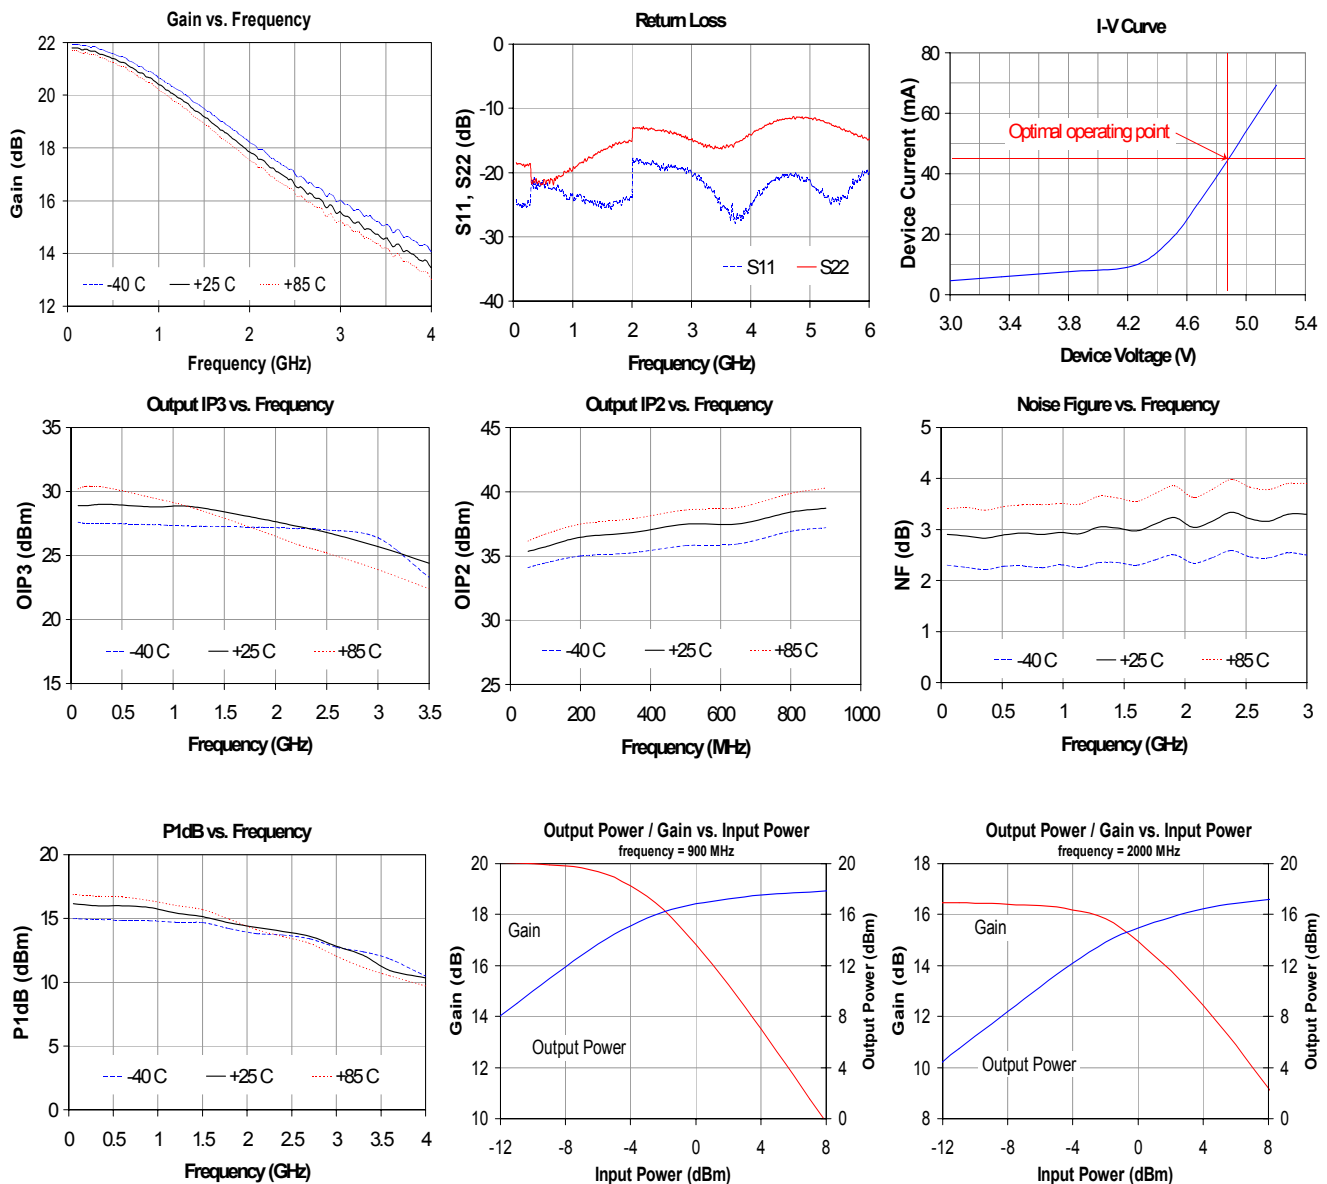 Gain vs. Frequency
22
20
18
16
14
12
Gain (dB)
-40 C
+25 C
+85 C
0
1
2
3
4
Frequency (GHz)
Return Loss
0
-10
-20
-30
-40
S11, S22 (dB)
S11
S22
0
1
2
3
4
5
6
Frequency (GHz)
I-V Curve
80
60
40
20
0
Device Current (mA)
Optimal operating point
3.0
3.4
3.8
4.2
4.6
5.0
5.4
Device Voltage (V)
Output IP3 vs. Frequency
35
30
25
20
15
OIP3 (dBm)
-40 C
+25 C
+85 C
0
0.5
1
1.5
2
2.5
3
3.5
Frequency (GHz)
Output IP2 vs. Frequency
45
40
35
30
25
OIP2 (dBm)
-40 C
+25 C
+85 C
0
200
400
600
800
1000
Frequency (MHz)
Noise Figure vs. Frequency
5
4
3
2
1
0
NF (dB)
-40 C
+25 C
+85 C
0
0.5
1
1.5
2
2.5
3
Frequency (GHz)
P1dB vs. Frequency
20
15
10
5
0
P1dB (dBm)
-40 C
+25 C
+85 C
0
0.5
1
1.5
2
2.5
3
3.5
4
Frequency (GHz)
Output Power / Gain vs. Input Power
frequency = 900 MHz
20
18
16
14
12
10
Gain (dB)
Gain
Output Power
20
16
12
8
4
0
Output Power (dBm)
-12
-8
-4
0
4
8
Input Power (dBm)
Output Power / Gain vs. Input Power
frequency = 2000 MHz
18
16
14
12
10
8
Gain (dB)
Gain
Output Power
20
16
12
8
4
0
Output Power (dBm)
-12
-8
-4
0
4
8
Input Power (dBm)